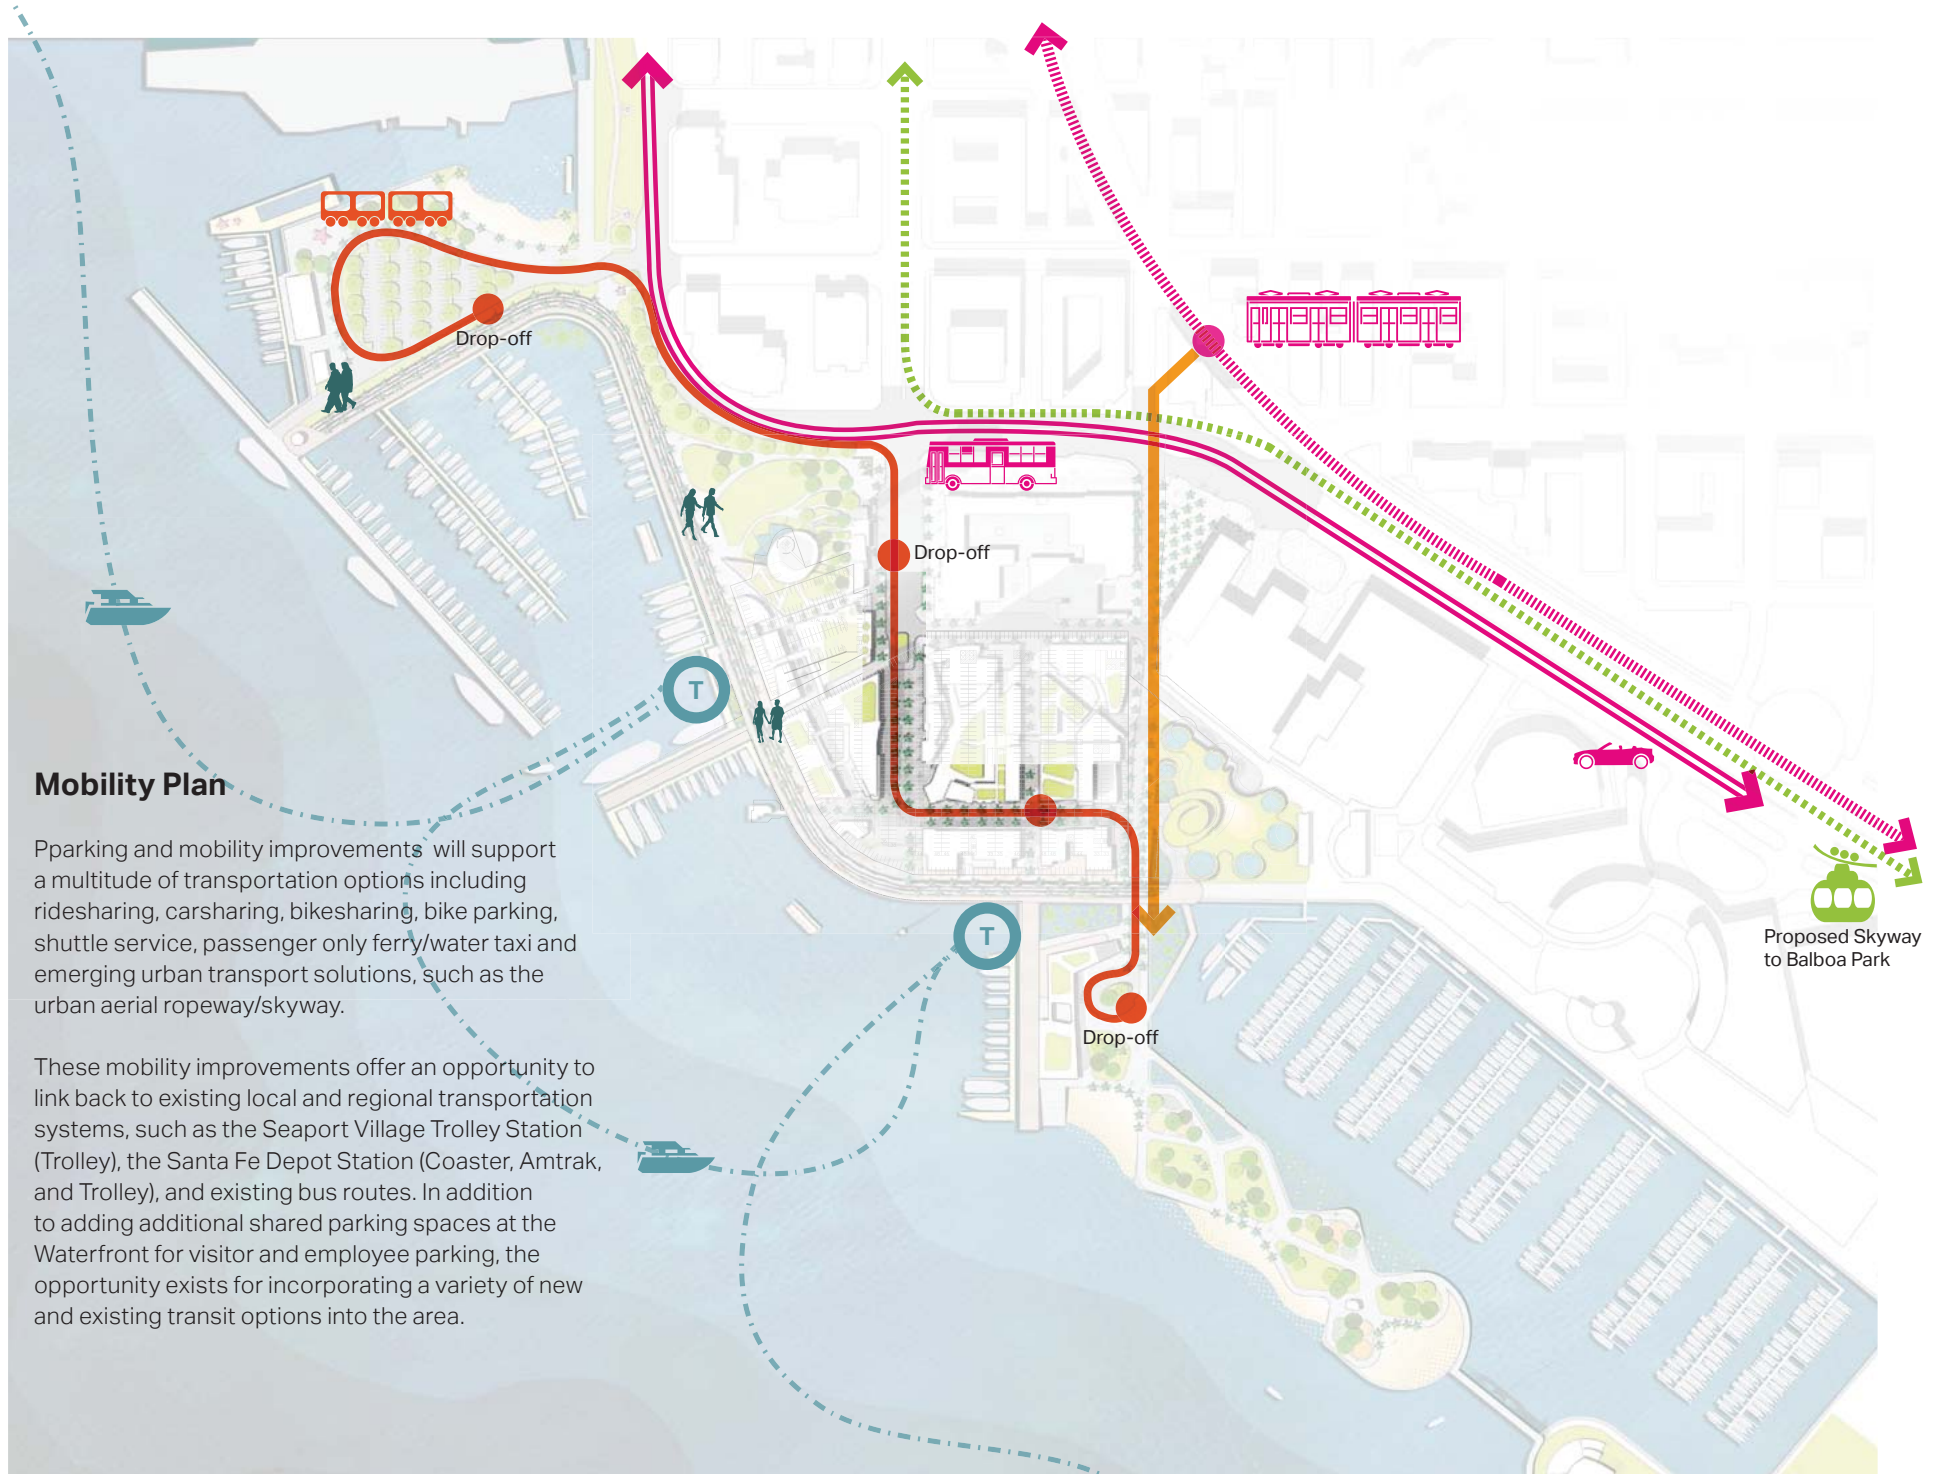 Drop-off
Drop-off
T
Mobility Plan
Pparking and mobility improvements will support
a multitude of transportation options including
ridesharing, carsharing, bikesharing, bike parking,
shuttle service, passenger only ferry/water taxi and
emerging urban transport solutions, such as the
urban aerial ropeway/skyway.
These mobility improvements offer an opportunity to
link back to existing local and regional transportation
systems, such as the Seaport Village Trolley Station
(Trolley), the Santa Fe Depot Station (Coaster, Amtrak,
and Trolley), and existing bus routes. In addition
to adding additional shared parking spaces at the
Waterfront for visitor and employee parking, the
opportunity exists for incorporating a variety of new
and existing transit options into the area.
T
Proposed Skyway
to Balboa Park
Drop-off